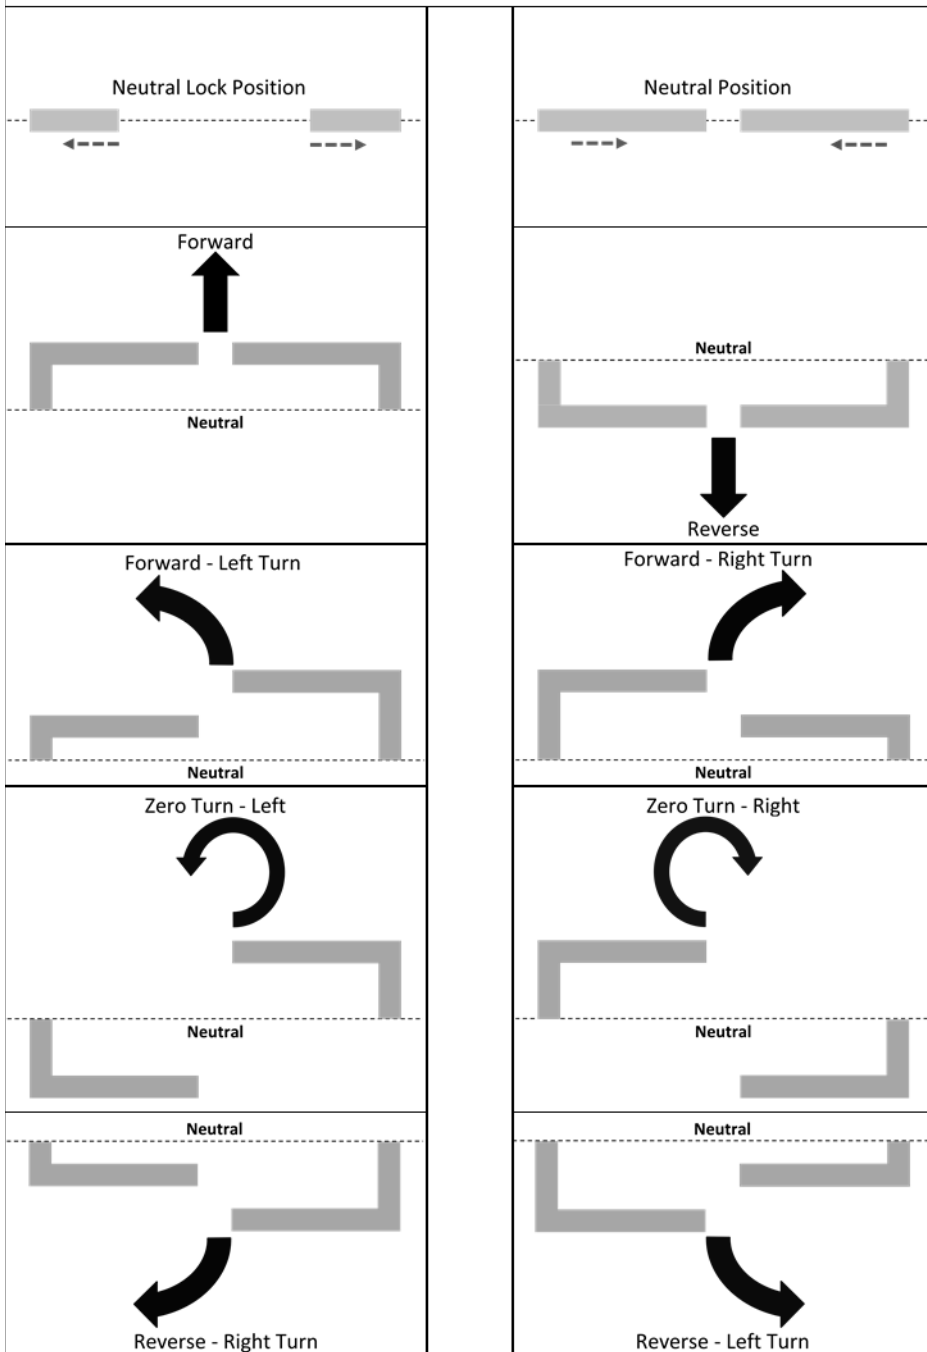 Neutral Lock Position
Neutral Position
Forward
Neutral
Neutral
Reverse
Forward - Left Turn
Neutral
Forward - Right Turn
Neutral
Zero Turn - Left
Neutral
Zero Turn - Right
Neutral
Neutral
Reverse - Right Turn
Neutral
Reverse - Left Turn